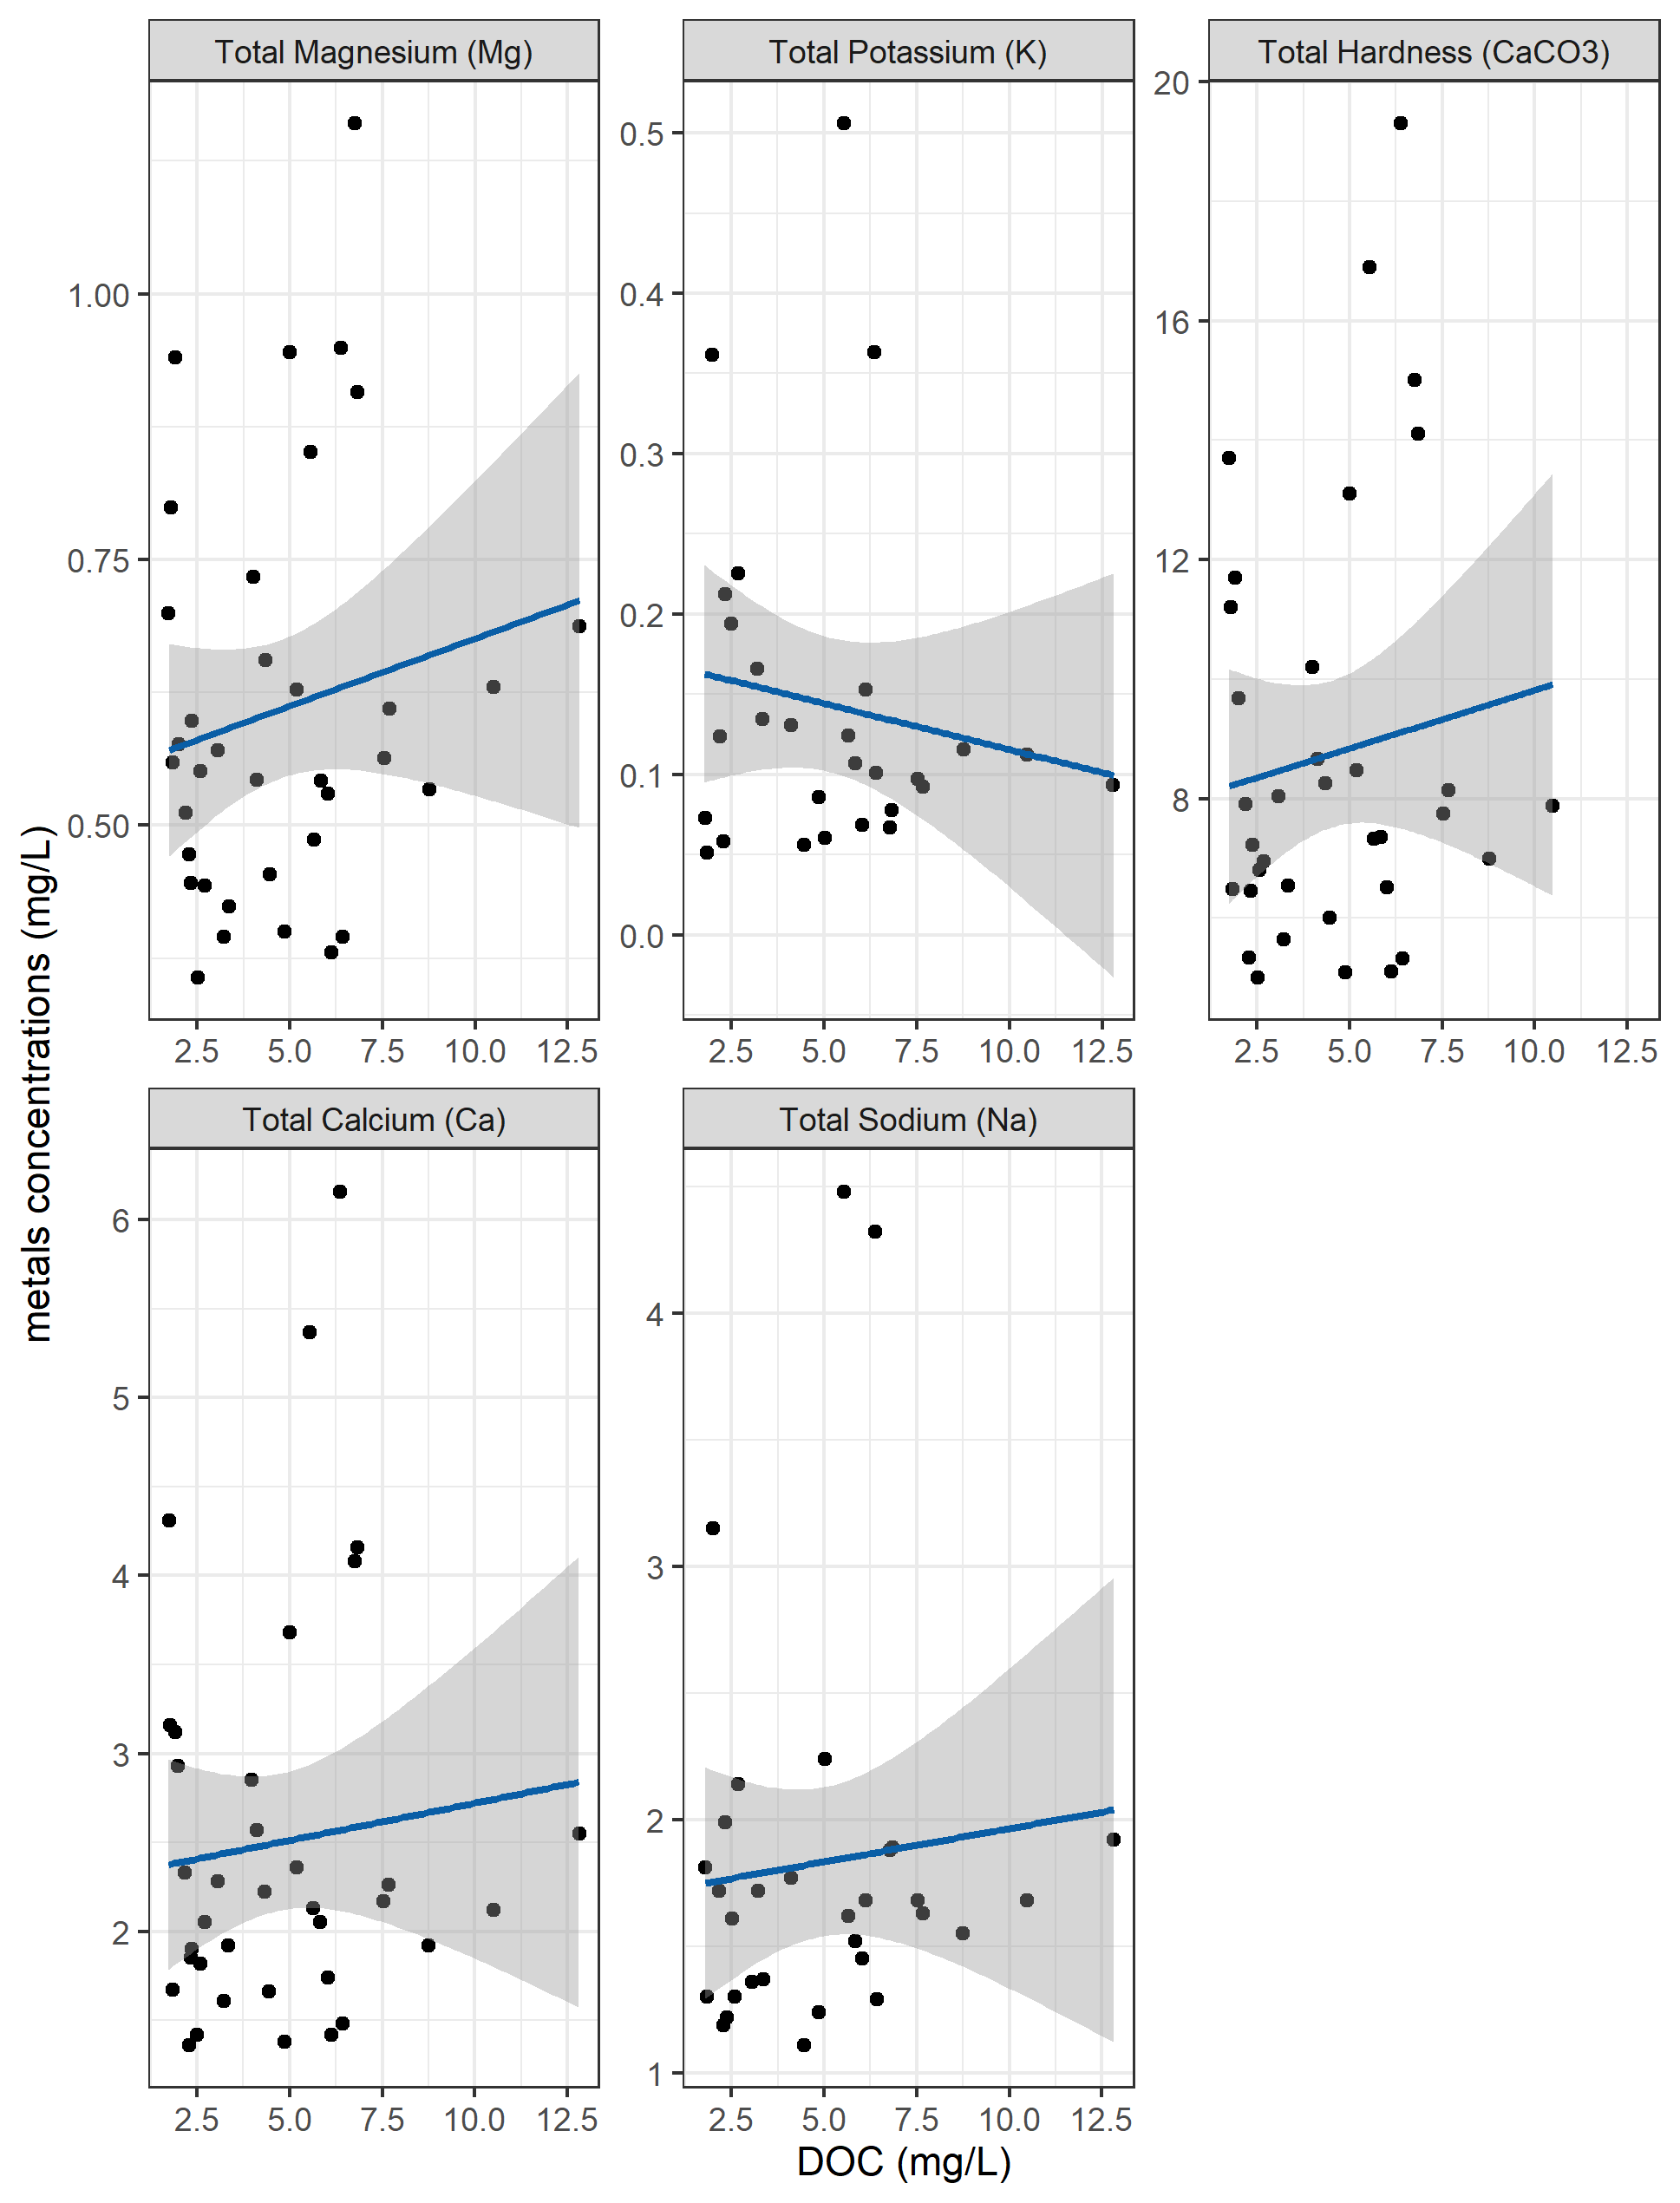 Total Magnesium (Mg)
Total Potassium (K)
Total Hardness (CaCO3)
1.00
0.75
0.50
0.5
0.4
0.3
0.2
0.1
0.0
20
16
12
8
2.5 5.0 7.5 10.0 12.5
2.5 5.0 7.5 10.0 12.5
2.5 5.0 7.5 10.0 12.5
metals concentrations (mg/L)
Total Calcium (Ca)
Total Sodium (Na)
6
5
4
3
2
4
3
2
1
2.5 5.0 7.5 10.0 12.5
2.5 5.0 7.5 10.0 12.5
DOC (mg/L)